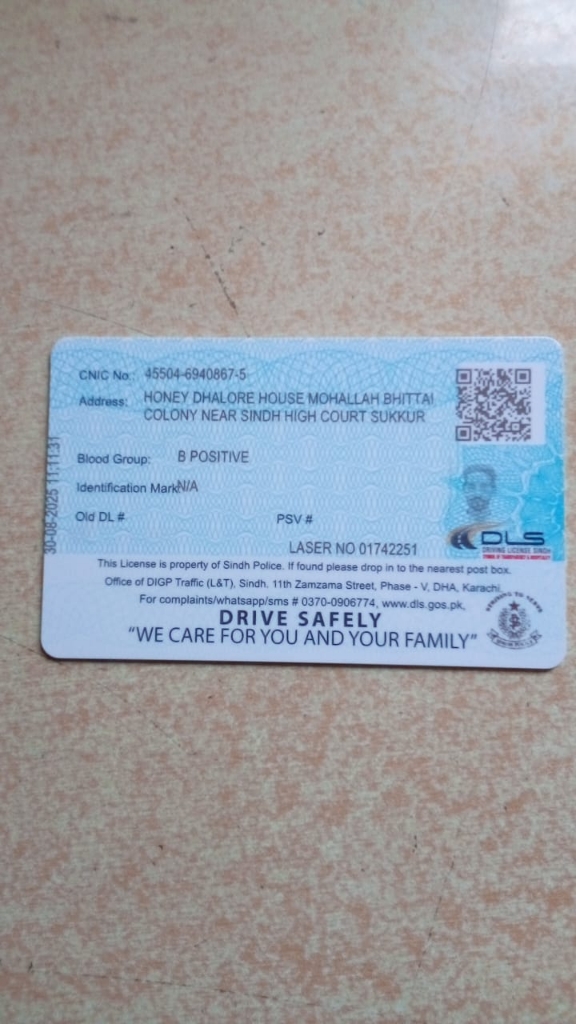 CNIC No: 45504-6940867-5
Address: HONEY DHALORE HOUSE MOHALLAH BHITTAI
COLONY NEAR SINDH HIGH COURT SUKKUR
Blood Group: B POSITIVE
Identification Mark: N/A
Old DL # PSV #
LASER NO 01742251
30-08-2025 11:11:31
DLS
DRIVING LICENSE SINDH
This License is property of Sindh Police. If found please drop in to the nearest post box.
Office of DIGP Traffic (L&T), Sindh, 11th Zamzama Street, Phase - V, DHA, Karachi.
For complaints/whatsapp/sms # 0370-0906774, www.dls.gos.pk,
DRIVE SAFELY
"WE CARE FOR YOU AND YOUR FAMILY"